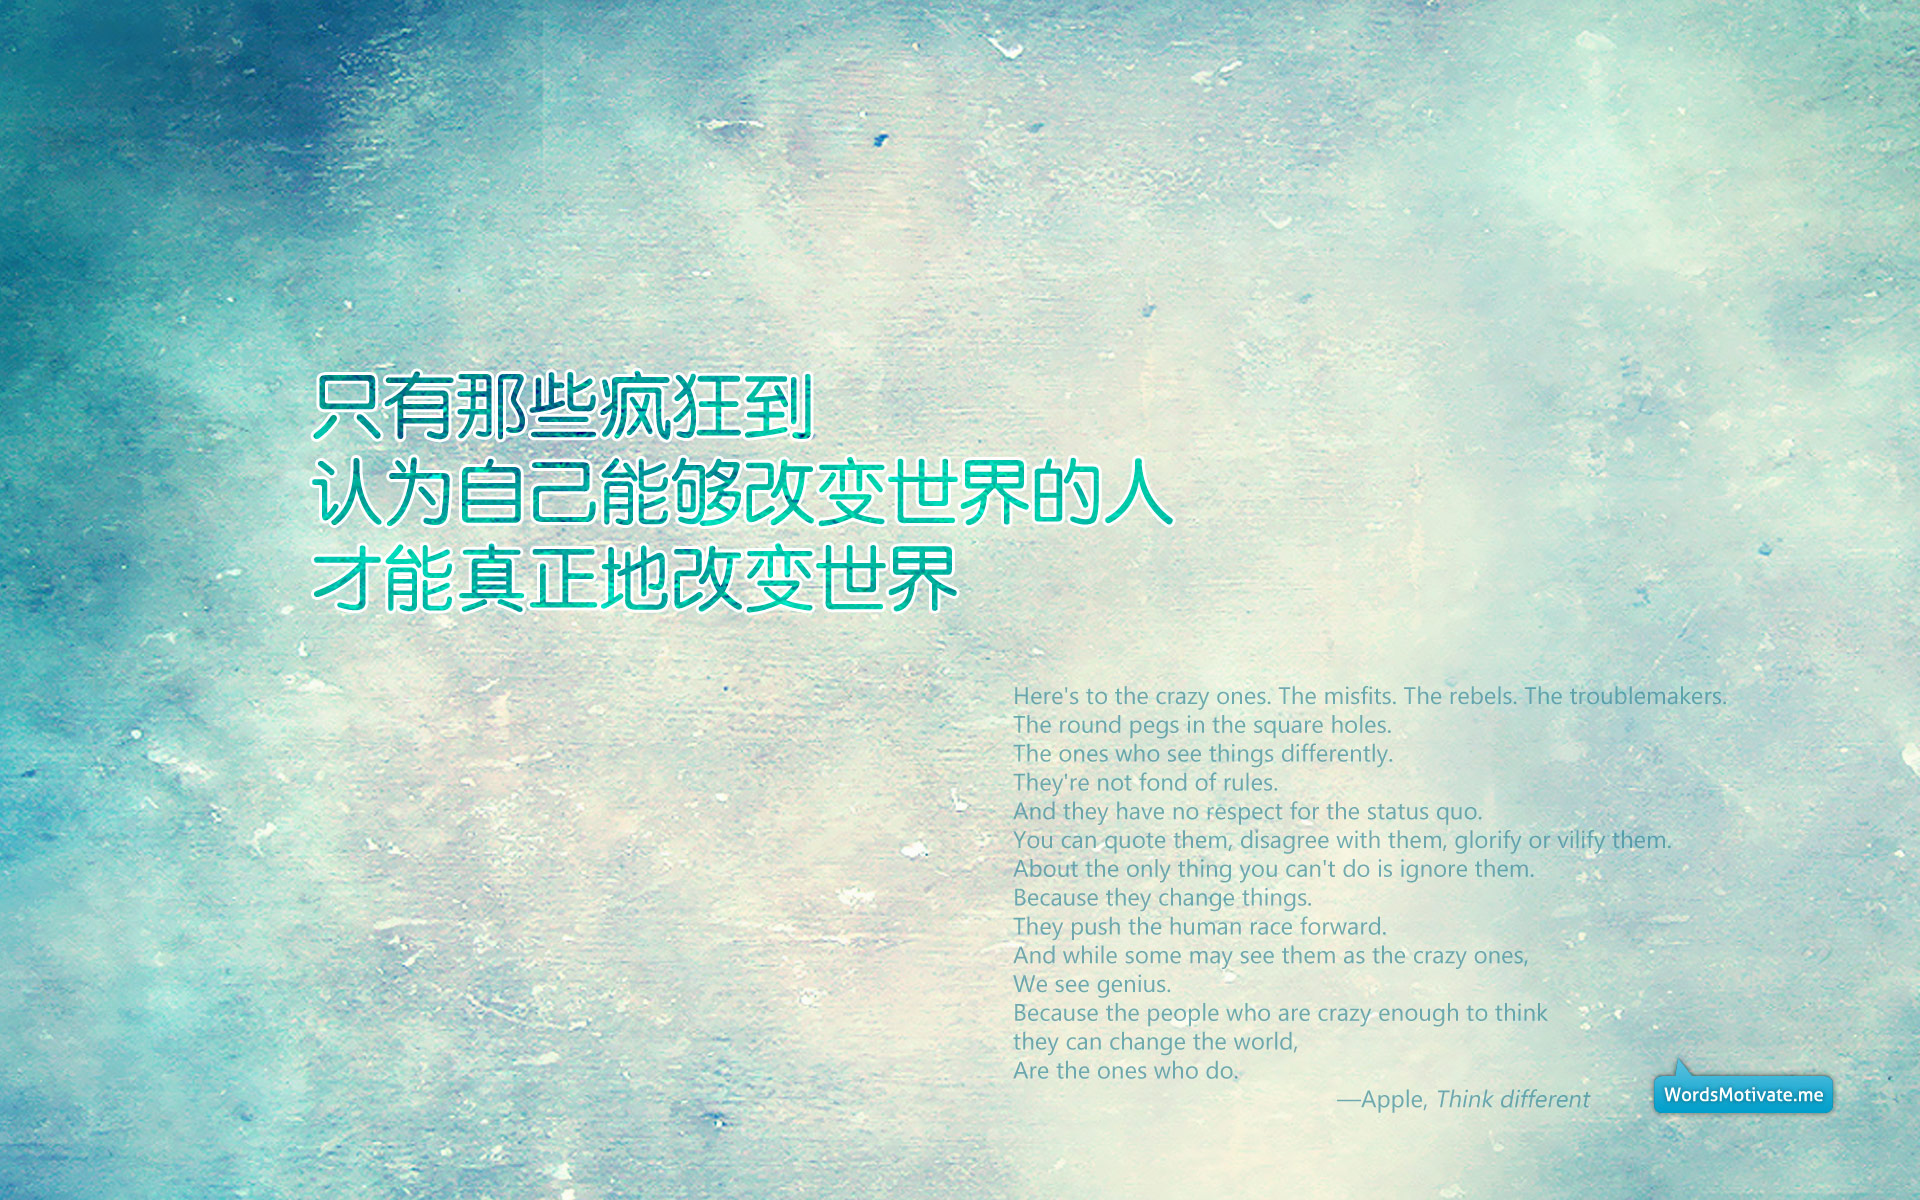 只有那些疯狂到
认为自己能够改变世界的人
才能真正地改变世界
Here's to the crazy ones. The misfits. The rebels. The troublemakers.
The round pegs in the square holes.
The ones who see things differently.
They're not fond of rules.
And they have no respect for the status quo.
You can quote them, disagree with them, glorify or vilify them.
About the only thing you can't do is ignore them.
Because they change things.
They push the human race forward.
And while some may see them as the crazy ones,
We see genius.
Because the people who are crazy enough to think
they can change the world,
Are the ones who do.
—Apple, Think different
WordsMotivate.me